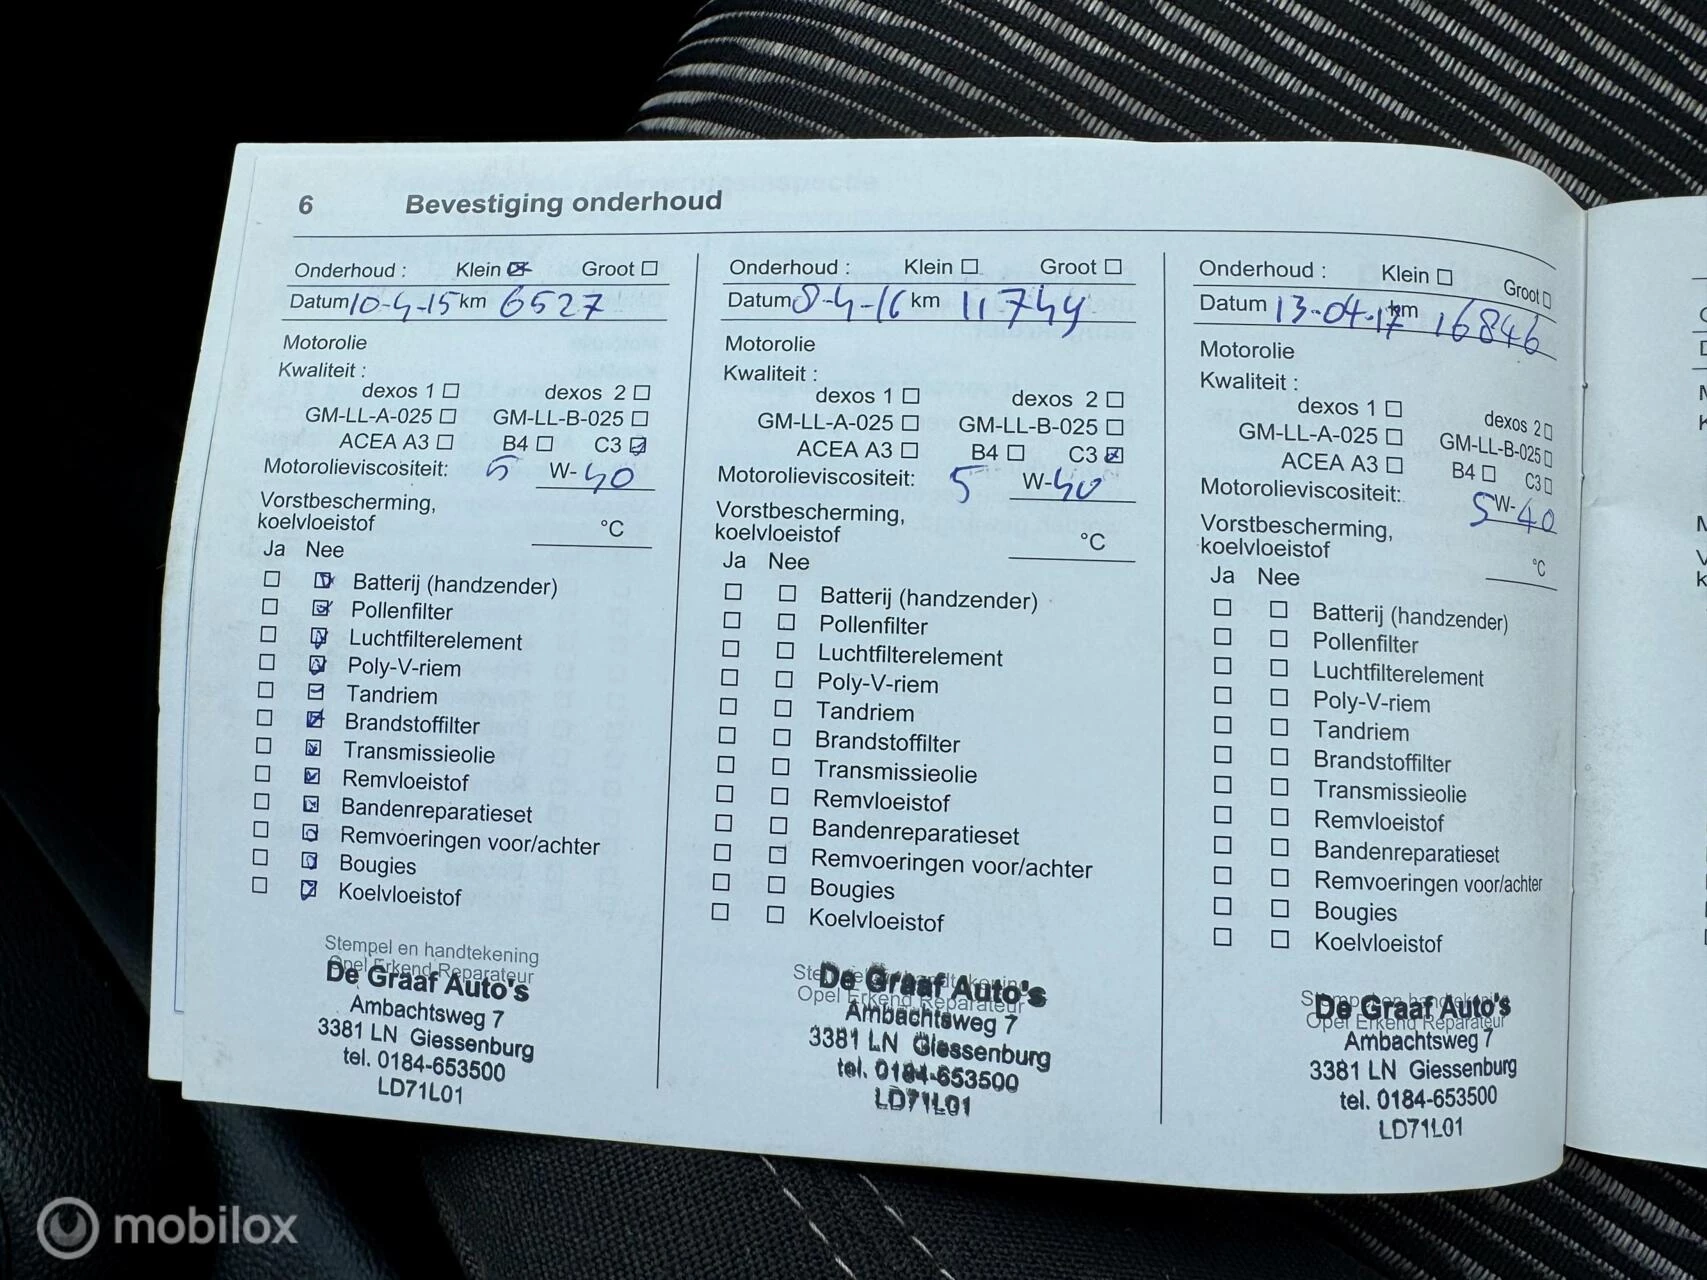 6 Bevestiging onderhoud
Onderhoud : Klein Groot
Datum 10-4-15 km 6527
Motorolie
Kwaliteit :
dexos 1 dexos 2
GM-LL-A-025 GM-LL-B-025
ACEA A3 B4 C3
Motorolieviscositeit: 5 W-40
Vorstbescherming,
koelvloeistof °C
Ja Nee
Batterij (handzender)
Pollenfilter
Luchtfilterelement
Poly-V-riem
Tandriem
Brandstoffilter
Transmissieolie
Remvloeistof
Bandenreparatieset
Remvoeringen voor/achter
Bougies
Koelvloeistof
Stempel en handtekening
Opel Erkend Reparateur
De Graaf Auto's
Ambachtsweg 7
3381 LN Giessenburg
tel. 0184-653500
LD71L01
Onderhoud : Klein Groot
Datum 8-4-16 km 11744
Motorolie
Kwaliteit :
dexos 1 dexos 2
GM-LL-A-025 GM-LL-B-025
ACEA A3 B4 C3
Motorolieviscositeit: 5 W-40
Vorstbescherming,
koelvloeistof °C
Ja Nee
Batterij (handzender)
Pollenfilter
Luchtfilterelement
Poly-V-riem
Tandriem
Brandstoffilter
Transmissieolie
Remvloeistof
Bandenreparatieset
Remvoeringen voor/achter
Bougies
Koelvloeistof
Stempel en handtekening
Opel Erkend Reparateur
De Graaf Auto's
Ambachtsweg 7
3381 LN Giessenburg
tel. 0184-653500
LD71L01
Onderhoud : Klein Groot
Datum 13-04-17 km 16846
Motorolie
Kwaliteit :
dexos 1 dexos 2
GM-LL-A-025 GM-LL-B-025
ACEA A3 B4 C3
Motorolieviscositeit: 5 W-40
Vorstbescherming,
koelvloeistof °C
Ja Nee
Batterij (handzender)
Pollenfilter
Luchtfilterelement
Poly-V-riem
Tandriem
Brandstoffilter
Transmissieolie
Remvloeistof
Bandenreparatieset
Remvoeringen voor/achter
Bougies
Koelvloeistof
Stempel en handtekening
Opel Erkend Reparateur
De Graaf Auto's
Ambachtsweg 7
3381 LN Giessenburg
tel. 0184-653500
LD71L01
mobilox